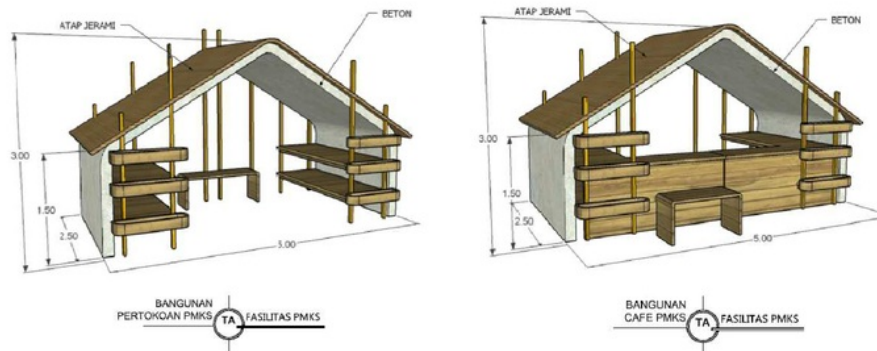 ATAP JERAMI
BETON
3.00
1.50
2.50
5.00
BANGUNAN
PERTOKOAN PMKS
TA
FASILITAS PMKS
ATAP JERAMI
BETON
3.00
1.50
2.50
5.00
BANGUNAN
CAFE PMKS
TA
FASILITAS PMKS